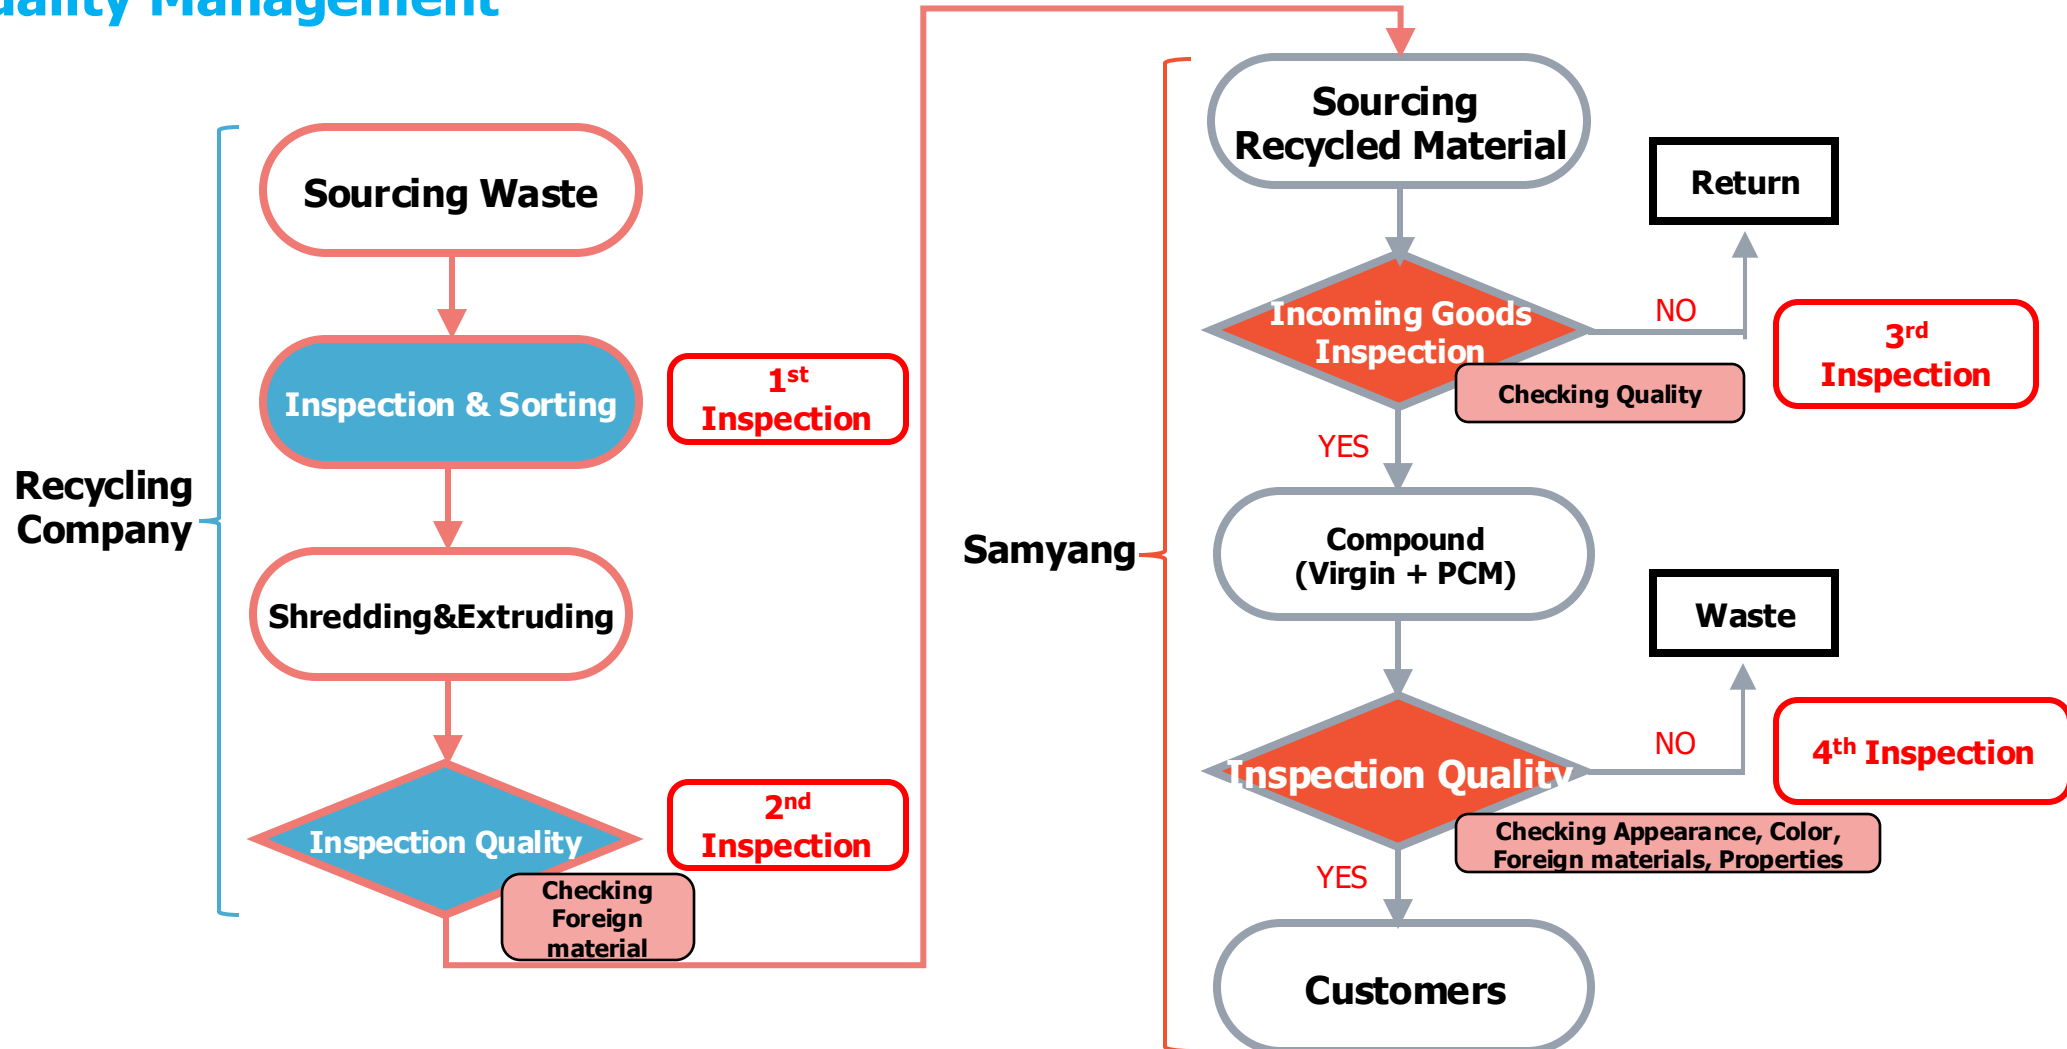 Management
Sourcing Waste
Inspection & Sorting
1st
Inspection
Recycling
Company
Shredding&Extruding
Inspection Quality
2nd
Inspection
Checking
Foreign
material
Sourcing
Recycled Material
Return
Incoming Goods
Inspection
NO
3rd
Inspection
Checking Quality
YES
Samyang
Compound
(Virgin + PCM)
Waste
Inspection Quality
NO
4th Inspection
Checking Appearance, Color,
Foreign materials, Properties
YES
Customers